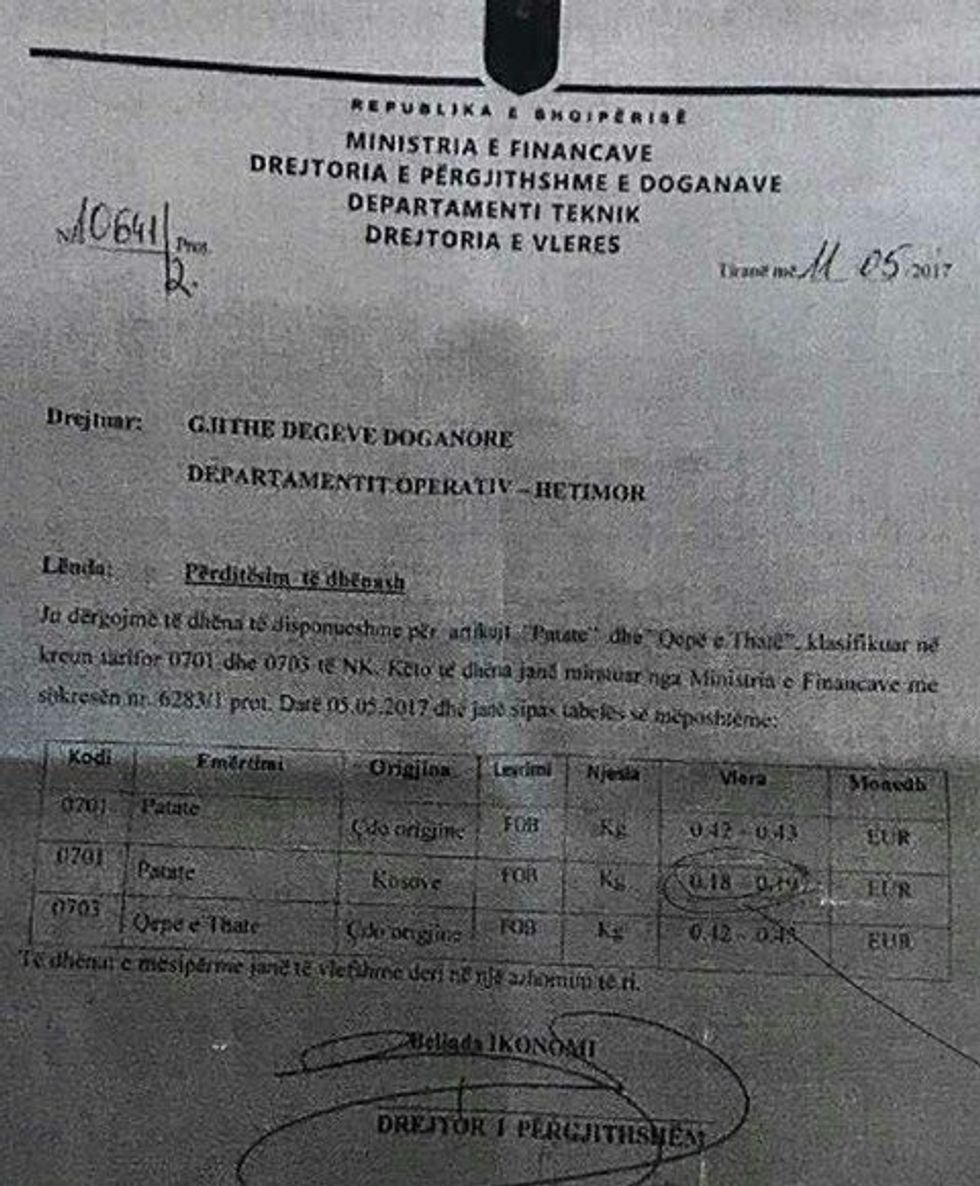 REPUBLIKA E SHQIPËRISË
MINISTRIA E FINANCAVE
DREJTORIA E PËRGJITHSHME E DOGANAVE
DEPARTAMENTI TEKNIK
DREJTORIA E VLERES
Nr 10641/2 Prot.
Tiranë më 11 05 2017
Drejtuar: GJITHE DEGEVE DOGANORE
DEPARTAMENTIT OPERATIV – HETIMOR
Lënda: Përditësim të dhënash
Ju dërgojmë të dhëna të disponueshme për artikujt "Patate" dhe "Qepë e Thatë", klasifikuar në
kreun tarifor 0701 dhe 0703 të NK. Këto të dhëna janë miratuar nga Ministria e Financave me
shkresën nr. 6283/1 prot. Datë 05.05.2017 dhe janë sipas tabelës së mëposhtëme:
Kodi Emërtimi Origjina Levrimi Njesia Vlera Monedh
0701 Patate Çdo origjine FOB Kg 0.42 - 0.43 EUR
0701 Patate Kosove FOB Kg 0.18 - 0.19 EUR
0703 Qepe e Thate Çdo origjine FOB Kg 0.42 - EUR
Të dhënat e mësipërme janë të vlefshme deri në një azhornim të ri.
Belinda IKONOMI
DREJTOR I PËRGJITHSHËM